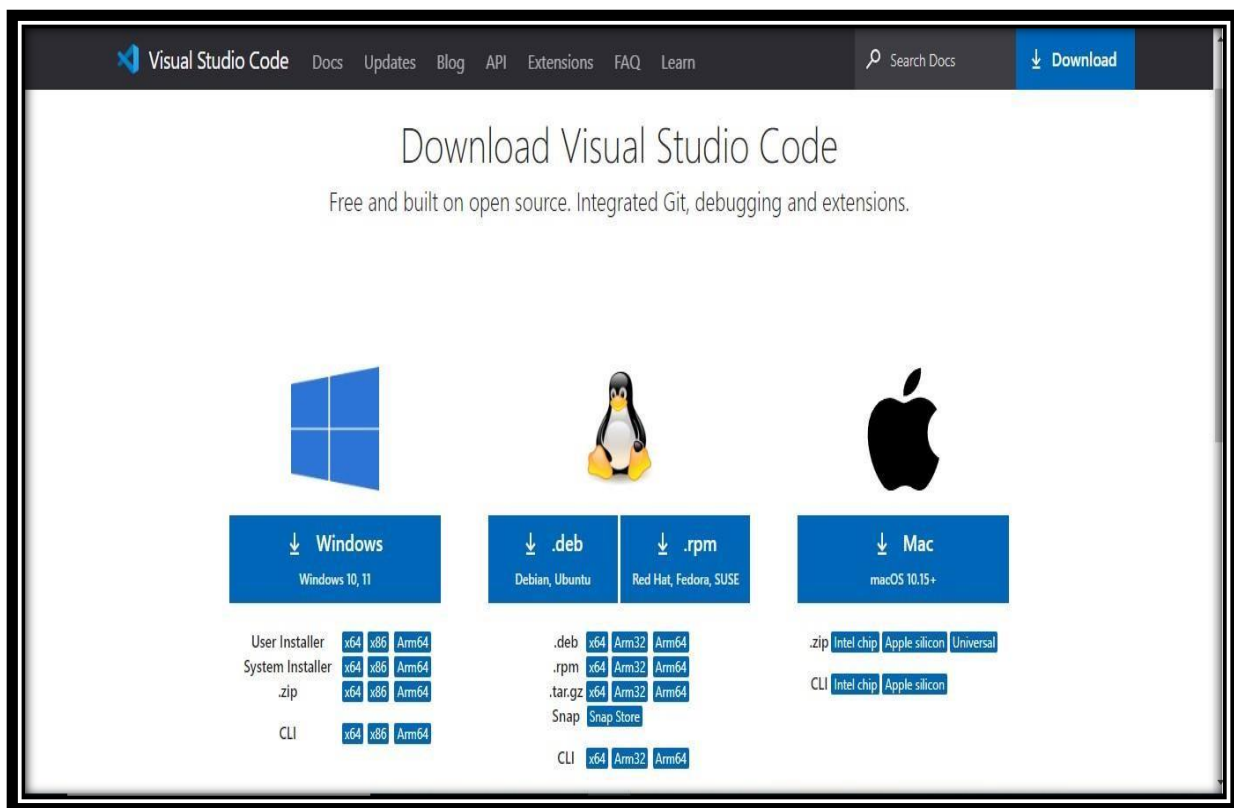 Visual Studio Code Docs Updates Blog API Extensions FAQ Learn Search Docs Download
Download Visual Studio Code
Free and built on open source. Integrated Git, debugging and extensions.
Windows
Windows 10, 11
User Installer x64 x86 Arm64
System Installer x64 x86 Arm64
.zip x64 x86 Arm64
CLI x64 x86 Arm64
.deb
Debian, Ubuntu
.rpm
Red Hat, Fedora, SUSE
.deb x64 Arm32 Arm64
.rpm x64 Arm32 Arm64
.tar.gz x64 Arm32 Arm64
Snap Snap Store
CLI x64 Arm32 Arm64
Mac
macOS 10.15+
.zip Intel chip Apple silicon Universal
CLI Intel chip Apple silicon